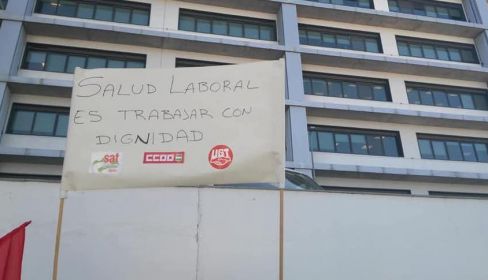 SALUD LABORAL
ES TRABAJAR CON
DIGNIDAD
sat
CCOO
UGT